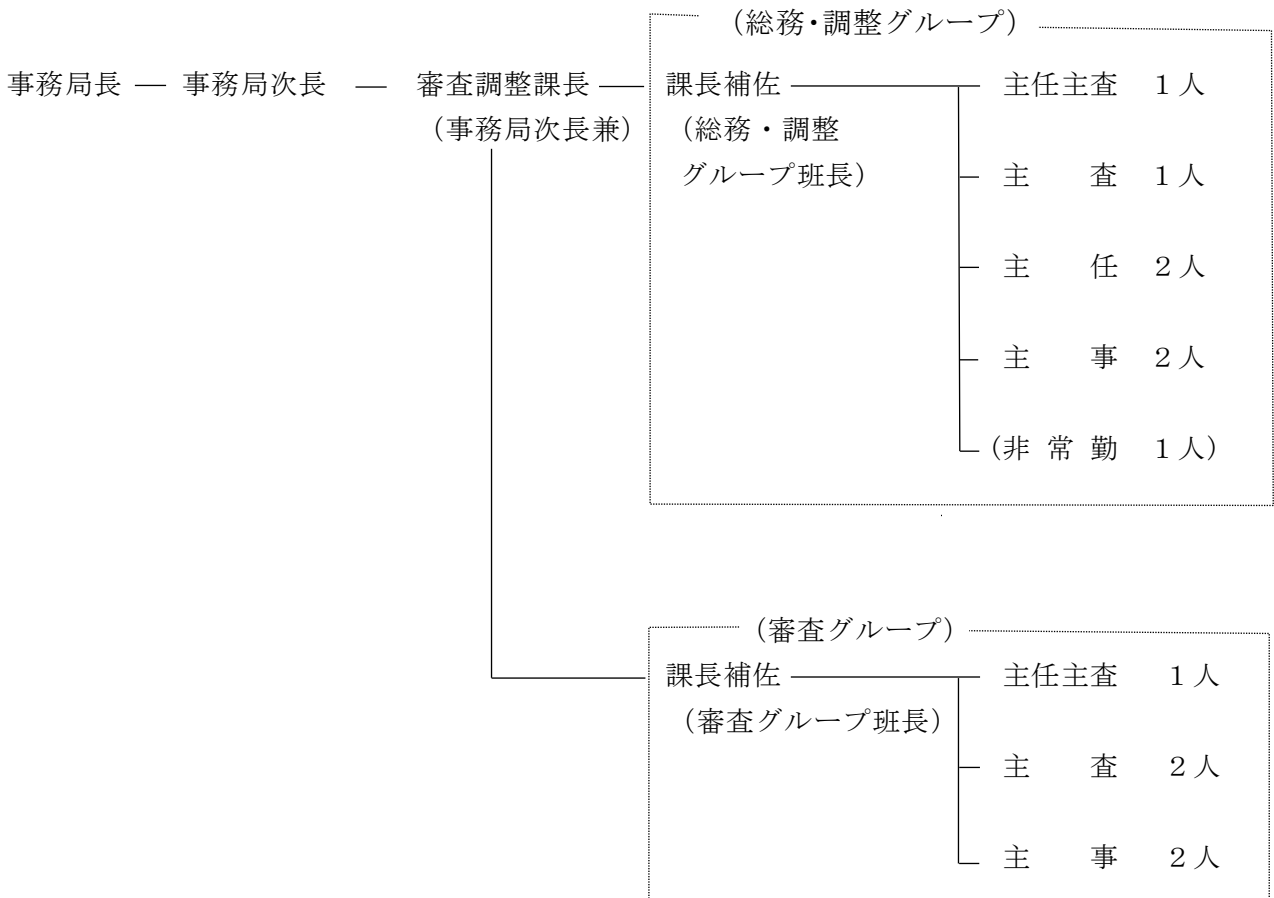 （総務・調整グループ）
事務局長 ― 事務局次長 ― 審査調整課長 ― 課長補佐 ― 主任主査 １人
（事務局次長兼） （総務・調整
グループ班長） 主 査 １人
主 任 ２人
主 事 ２人
（非 常 勤 １人）
（審査グループ）
課長補佐 ― 主任主査 １人
（審査グループ班長）
主 査 ２人
主 事 ２人